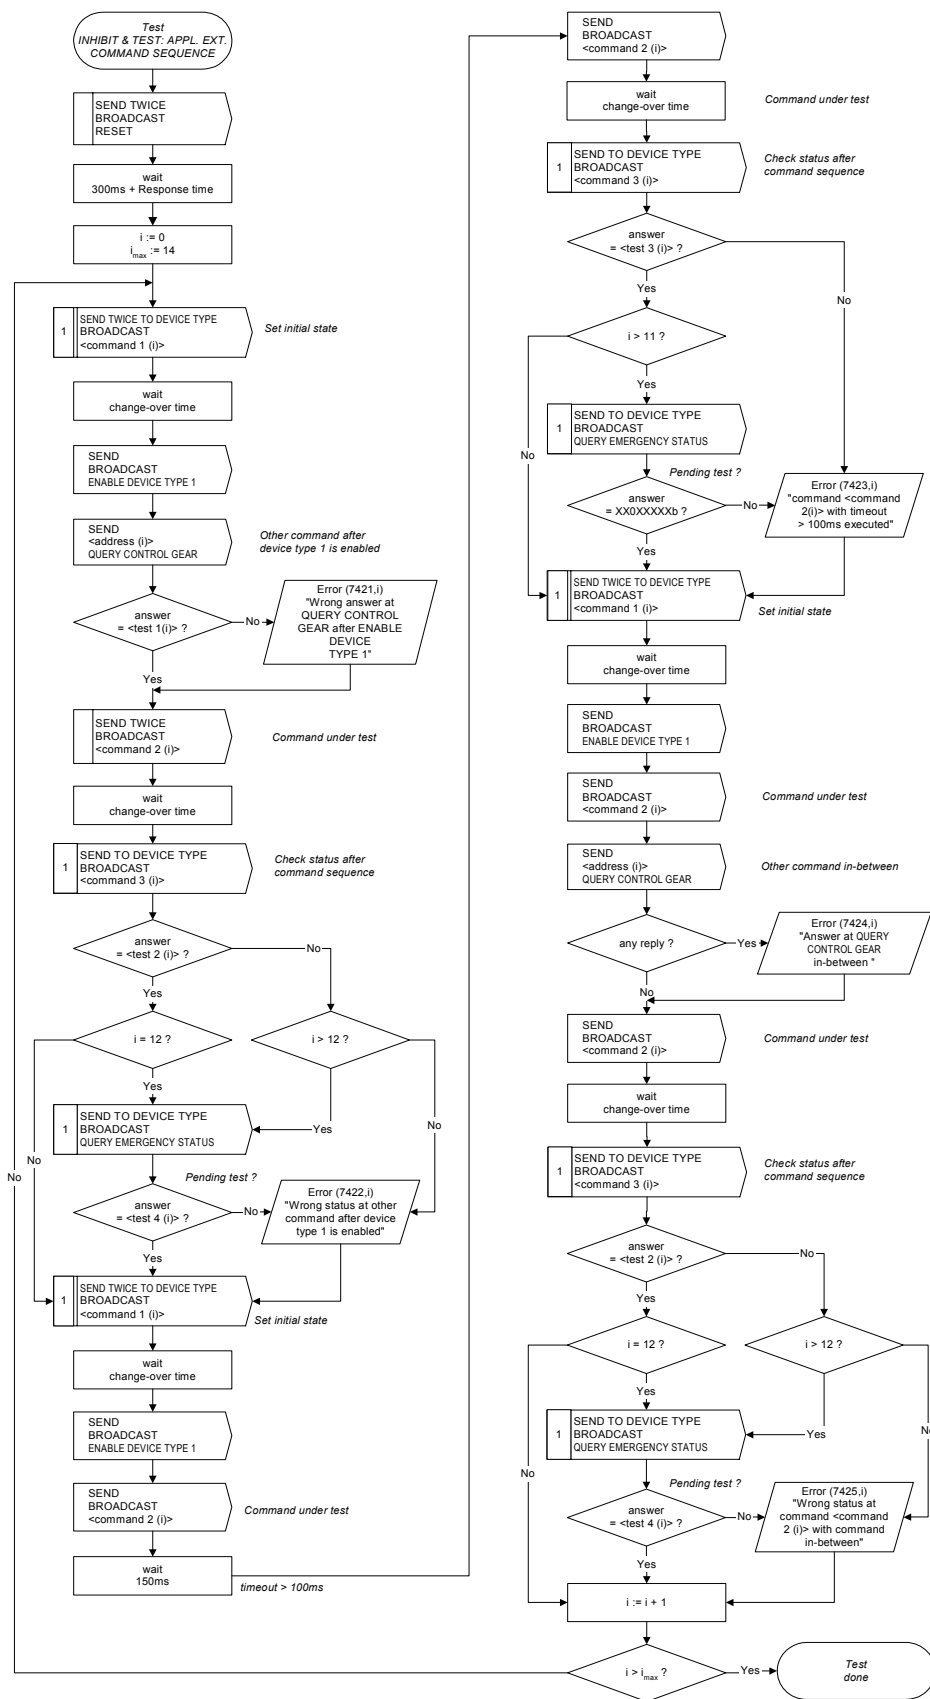 Test
INHIBIT & TEST: APPL. EXT.
COMMAND SEQUENCE
SEND TWICE
BROADCAST
RESET
wait
300ms + Response time
i := 0
imax := 14
1
SEND TWICE TO DEVICE TYPE
BROADCAST
<command 1 (i)>
Set initial state
wait
change-over time
SEND
BROADCAST
ENABLE DEVICE TYPE 1
SEND
<address (i)>
QUERY CONTROL GEAR
Other command after
device type 1 is enabled
answer
= <test 1(i)> ?
No
Error (7421,i)
"Wrong answer at
QUERY CONTROL
GEAR after ENABLE
DEVICE
TYPE 1"
Yes
SEND TWICE
BROADCAST
<command 2 (i)>
Command under test
wait
change-over time
1
SEND TO DEVICE TYPE
BROADCAST
<command 3 (i)>
Check status after
command sequence
answer
= <test 2 (i)> ?
No
Yes
i = 12 ?
i > 12 ?
Yes
1
SEND TO DEVICE TYPE
BROADCAST
QUERY EMERGENCY STATUS
Yes
No
No
No
Pending test ?
answer
= <test 4 (i)> ?
No
Error (7422,i)
"Wrong status at other
command after device
type 1 is enabled"
Yes
1
SEND TWICE TO DEVICE TYPE
BROADCAST
<command 1 (i)>
Set initial state
wait
change-over time
SEND
BROADCAST
ENABLE DEVICE TYPE 1
SEND
BROADCAST
<command 2 (i)>
Command under test
wait
150ms
timeout > 100ms
SEND
BROADCAST
<command 2 (i)>
wait
change-over time
Command under test
1
SEND TO DEVICE TYPE
BROADCAST
<command 3 (i)>
Check status after
command sequence
answer
= <test 3 (i)> ?
Yes
No
i > 11 ?
Yes
1
SEND TO DEVICE TYPE
BROADCAST
QUERY EMERGENCY STATUS
No
Pending test ?
answer
= XX0XXXXXb ?
No
Error (7423,i)
"command <command
2(i)> with timeout
> 100ms executed"
Yes
1
SEND TWICE TO DEVICE TYPE
BROADCAST
<command 1 (i)>
Set initial state
wait
change-over time
SEND
BROADCAST
ENABLE DEVICE TYPE 1
SEND
BROADCAST
<command 2 (i)>
Command under test
SEND
<address (i)>
QUERY CONTROL GEAR
Other command in-between
any reply ?
Yes
Error (7424,i)
"Answer at QUERY
CONTROL GEAR
in-between "
No
SEND
BROADCAST
<command 2 (i)>
Command under test
wait
change-over time
1
SEND TO DEVICE TYPE
BROADCAST
<command 3 (i)>
Check status after
command sequence
answer
= <test 2 (i)> ?
No
Yes
i = 12 ?
i > 12 ?
Yes
1
SEND TO DEVICE TYPE
BROADCAST
QUERY EMERGENCY STATUS
Yes
No
No
Pending test ?
answer
= <test 4 (i)> ?
No
Error (7425,i)
"Wrong status at
command <command
2 (i)> with command
in-between"
Yes
i := i + 1
i > imax ?
Yes
Test
done